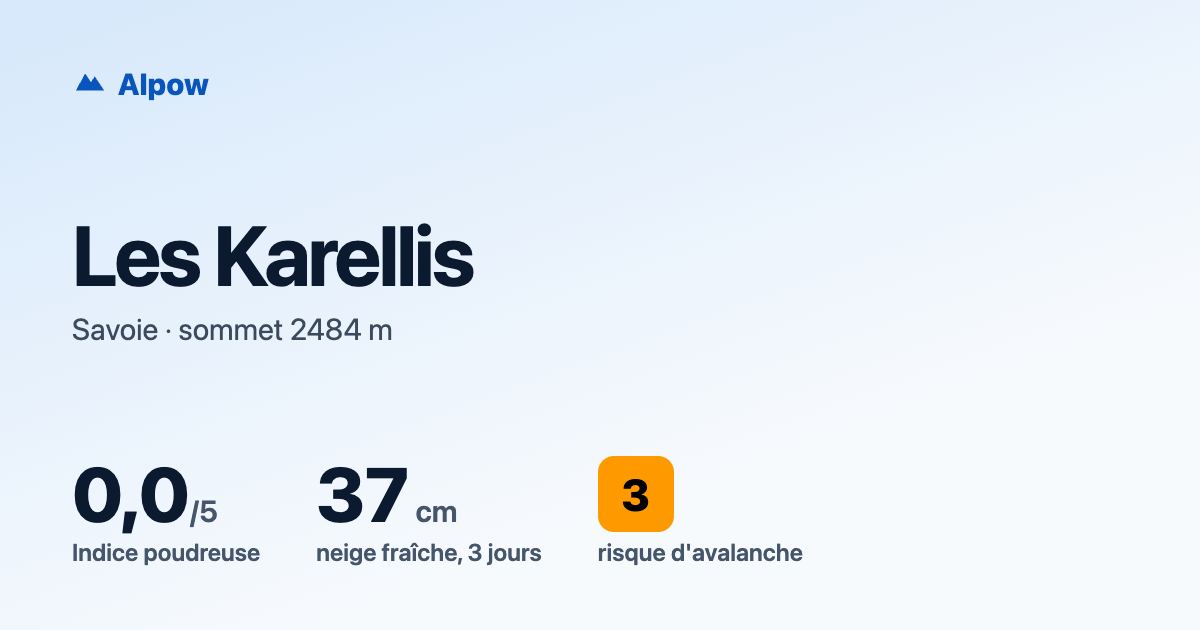 Alpow
Les Karellis
Savoie · sommet 2484 m
0,0/5
Indice poudreuse
37 cm
neige fraîche, 3 jours
3
risque d'avalanche